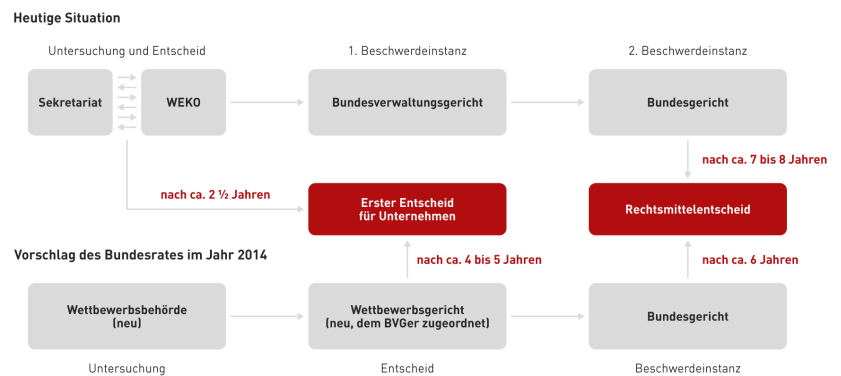 Heutige Situation
Untersuchung und Entscheid
1. Beschwerdeinstanz
2. Beschwerdeinstanz
Sekretariat
WEKO
Bundesverwaltungsgericht
Bundesgericht
nach ca. 7 bis 8 Jahren
nach ca. 2 ½ Jahren
Erster Entscheid
für Unternehmen
Rechtsmittelentscheid
Vorschlag des Bundesrates im Jahr 2014
nach ca. 4 bis 5 Jahren
nach ca. 6 Jahren
Wettbewerbsbehörde
(neu)
Wettbewerbsgericht
(neu, dem BVGer zugeordnet)
Bundesgericht
Untersuchung
Entscheid
Beschwerdeinstanz